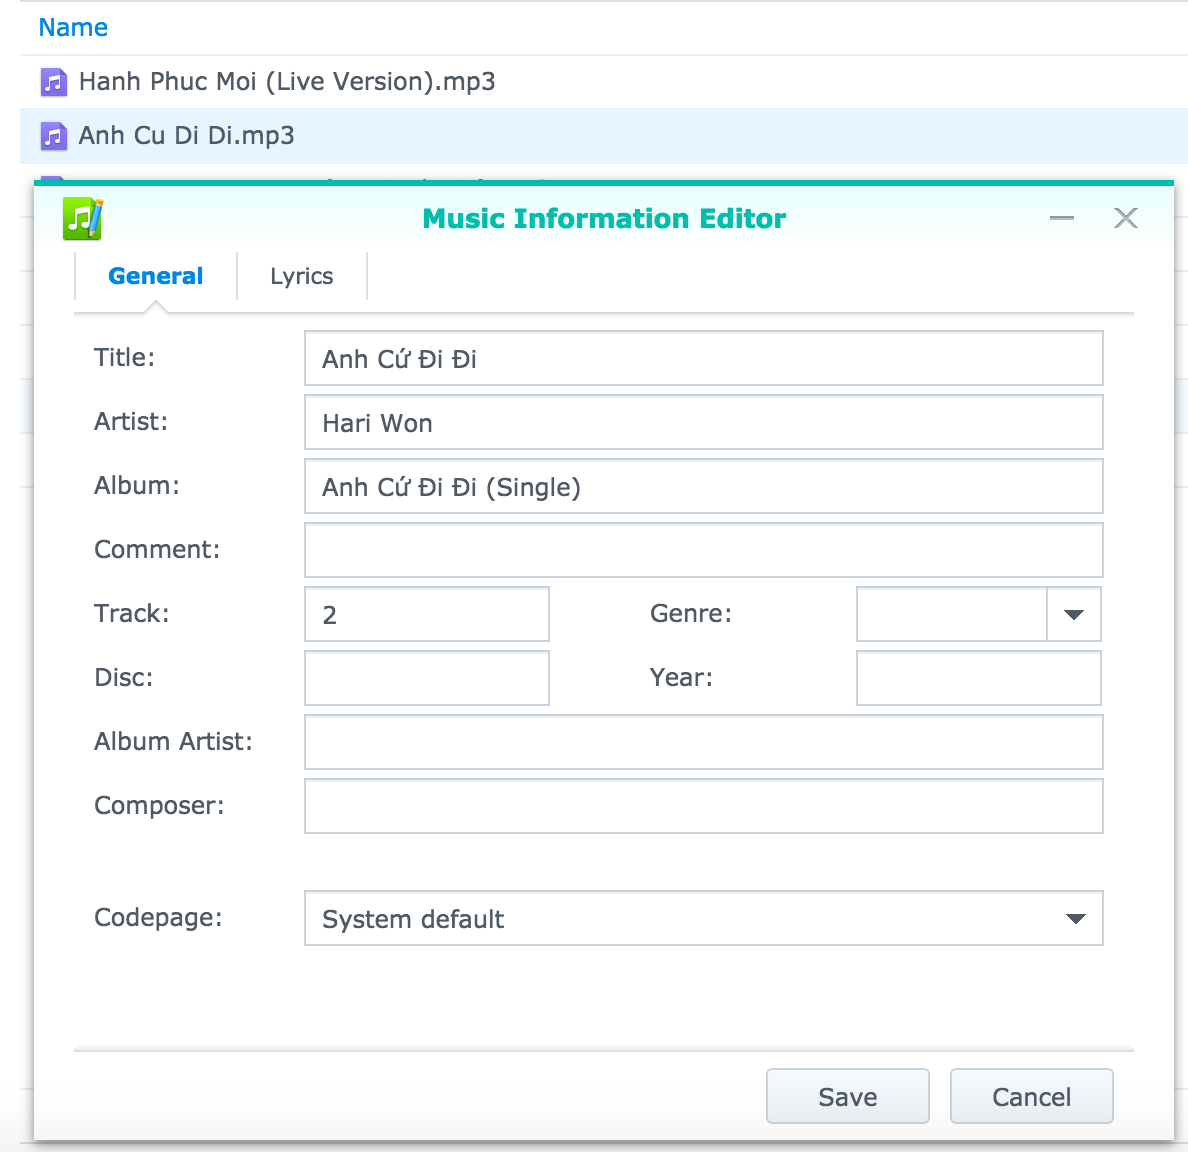 Name
Hanh Phuc Moi (Live Version).mp3
Anh Cu Di Di.mp3
Music Information Editor
General Lyrics
Title: Anh Cứ Đi Đi
Artist: Hari Won
Album: Anh Cứ Đi Đi (Single)
Comment:
Track: 2 Genre:
Disc: Year:
Album Artist:
Composer:
Codepage: System default
Save Cancel